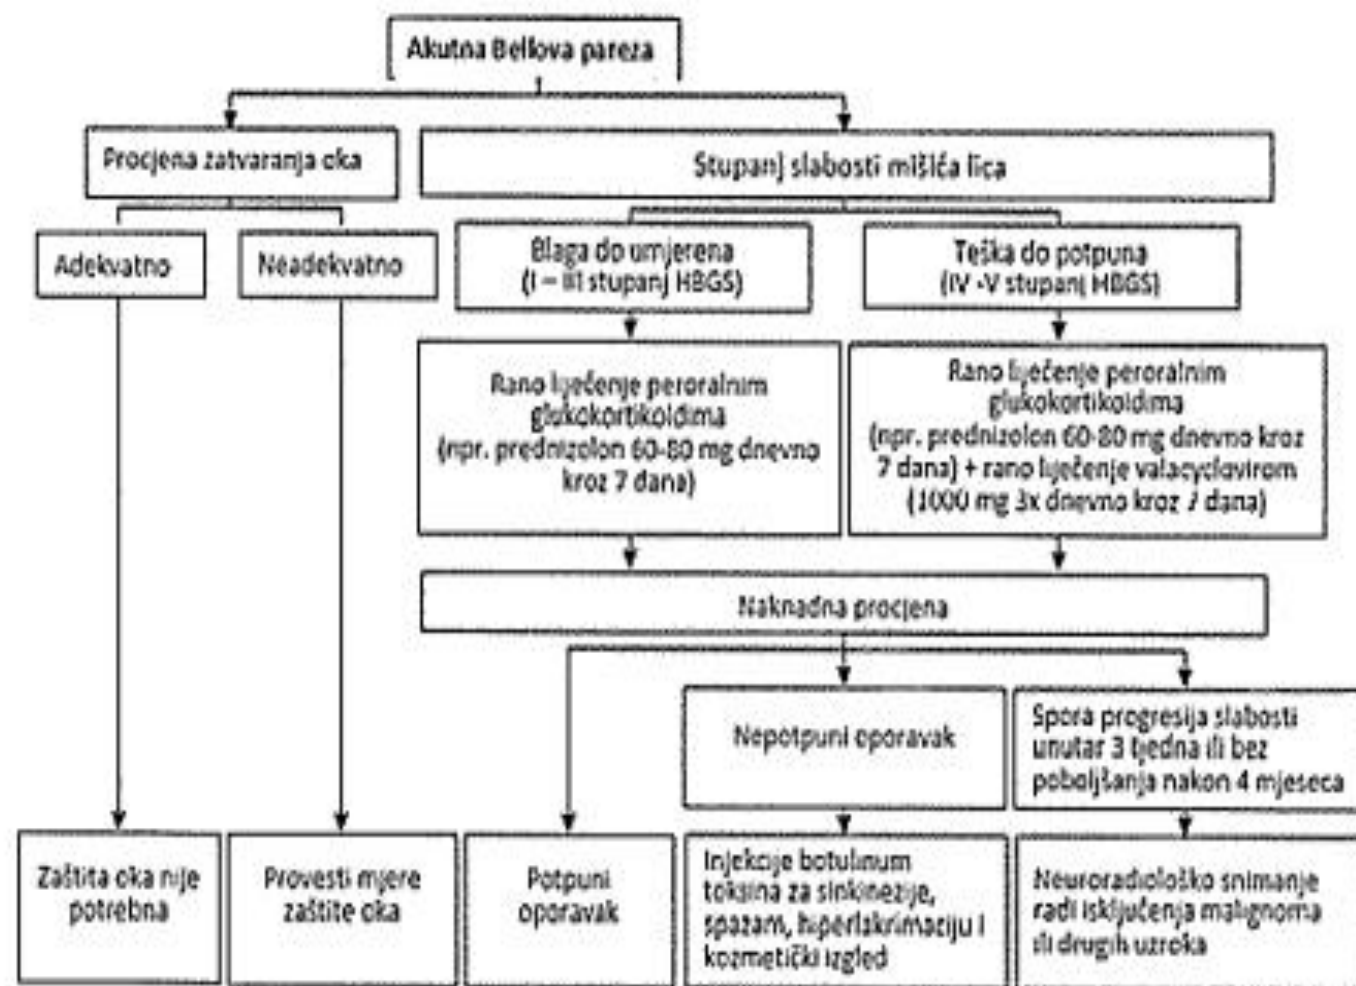 Akutna Bellova pareza
Procjena zatvaranja oka
Stupanj slabosti mišića lica
Adekvatno
Neadekvatno
Blaga do umjerena
(I – III stupanj HBGS)
Teška do potpuna
(IV -V stupanj HBGS)
Rano liječenje peroralnim
glukokortikoidima
(npr. prednizolon 60-80 mg dnevno
kroz 7 dana)
Rano liječenje peroralnim
glukokortikoidima
(npr. prednizolon 60-80 mg dnevno kroz
7 dana) + rano liječenje valacyclovirom
(1000 mg 3x dnevno kroz 7 dana)
Naknadna procjena
Nepotpuni oporavak
Spora progresija slabosti
unutar 3 tjedna ili bez
poboljšanja nakon 4 mjeseca
Zaštita oka nije
potrebna
Provesti mjere
zaštite oka
Potpuni
oporavak
Injekcije botulinum
toksina za sinkinezije,
spazam, hiperlakrimaciju i
kozmetički izgled
Neuroradiološko snimanje
radi isključenja malignoma
ili drugih uzroka